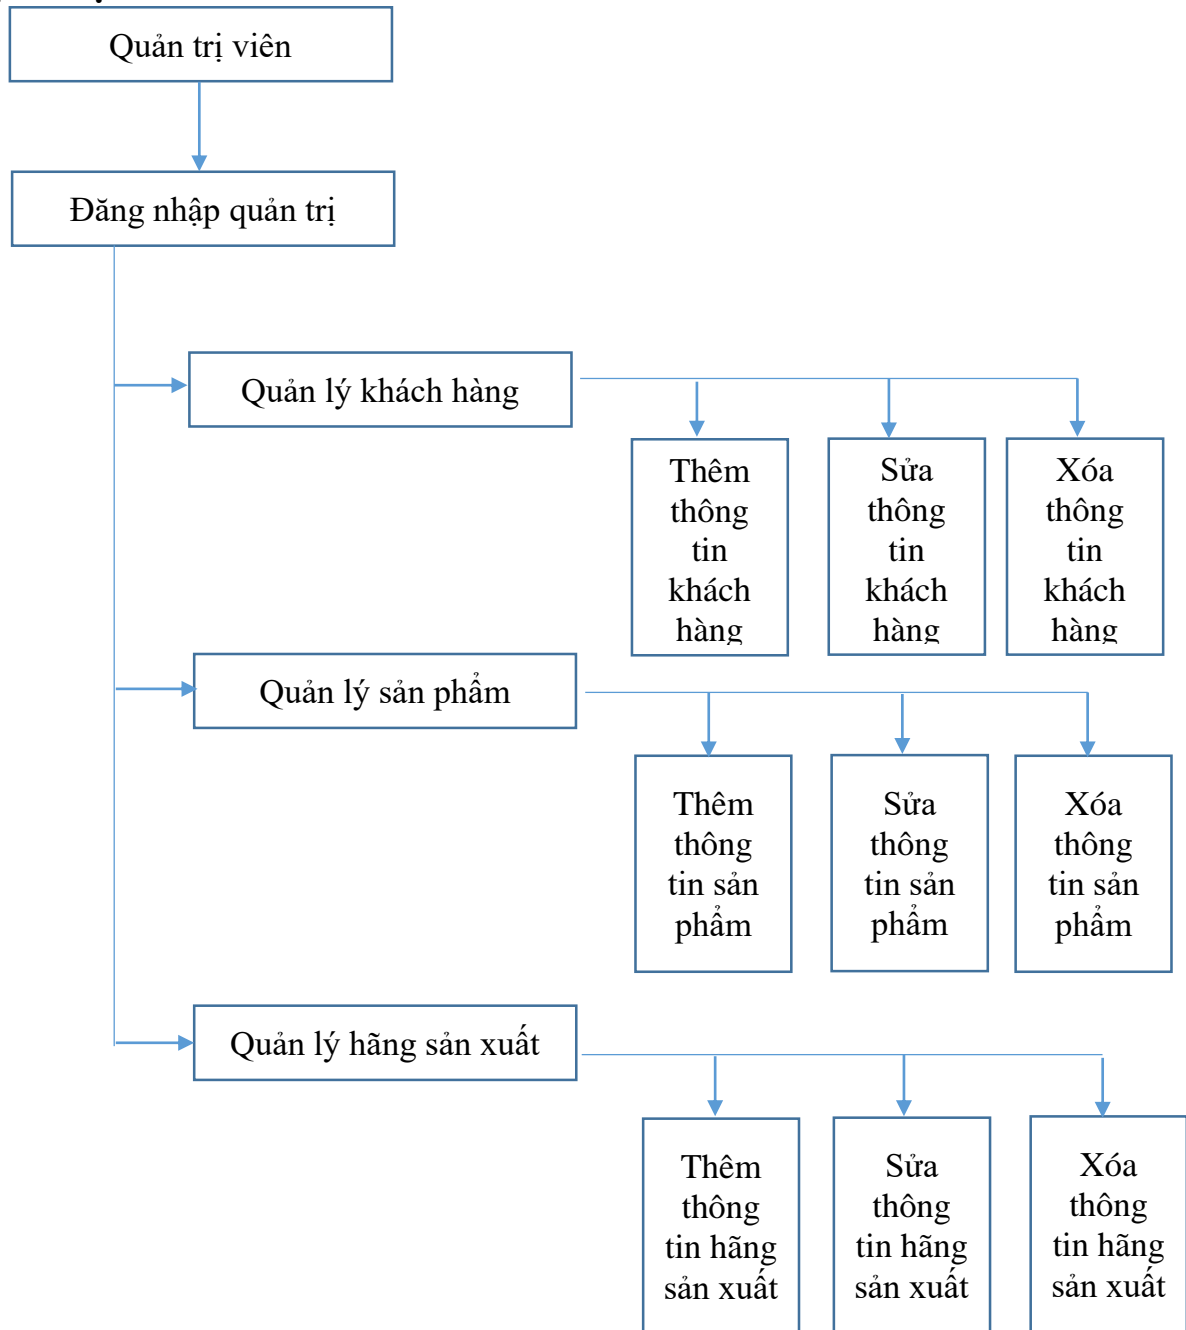 Quản trị viên
Đăng nhập quản trị
Quản lý khách hàng
Thêm
thông
tin
khách
hàng
Sửa
thông
tin
khách
hàng
Xóa
thông
tin
khách
hàng
Quản lý sản phẩm
Thêm
thông
tin sản
phẩm
Sửa
thông
tin sản
phẩm
Xóa
thông
tin sản
phẩm
Quản lý hãng sản xuất
Thêm
thông
tin hãng
sản xuất
Sửa
thông
tin hãng
sản xuất
Xóa
thông
tin hãng
sản xuất